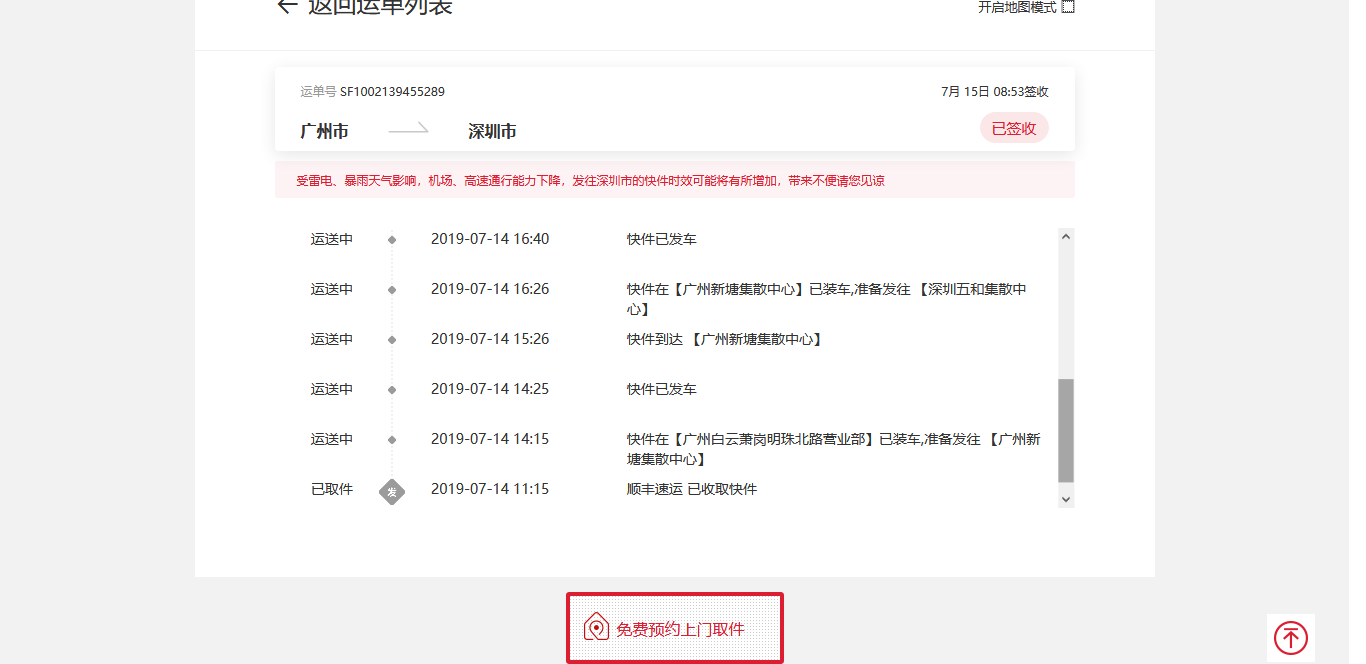 返回运单列表
开启地图模式
运单号 SF1002139455289
7月 15日 08:53签收
广州市
深圳市
已签收
受雷电、暴雨天气影响，机场、高速通行能力下降，发往深圳市的快件时效可能将有所增加，带来不便请您见谅
运送中 2019-07-14 16:40 快件已发车
运送中 2019-07-14 16:26 快件在【广州新塘集散中心】已装车,准备发往 【深圳五和集散中
心】
运送中 2019-07-14 15:26 快件到达 【广州新塘集散中心】
运送中 2019-07-14 14:25 快件已发车
运送中 2019-07-14 14:15 快件在【广州白云萧岗明珠北路营业部】已装车,准备发往 【广州新
塘集散中心】
已取件 发 2019-07-14 11:15 顺丰速运 已收取快件
免费预约上门取件